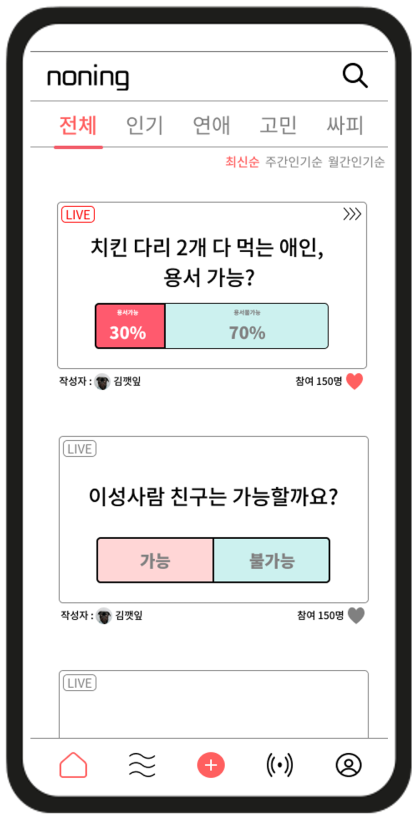 noning
전체 인기 연애 고민 싸피
최신순 주간인기순 월간인기순
LIVE
치킨 다리 2개 다 먹는 애인,
용서 가능?
용서가능 용서불가능
30% 70%
작성자 : 김깻잎 참여 150명
LIVE
이성사람 친구는 가능할까요?
가능 불가능
작성자 : 김깻잎 참여 150명
LIVE